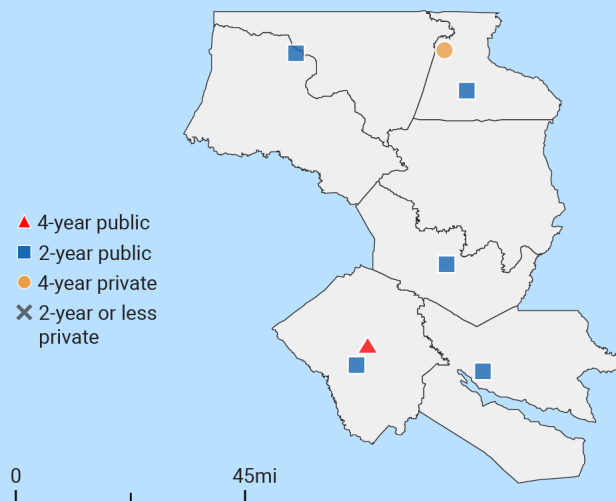 4-year public
2-year public
4-year private
2-year or less
private
0
45mi